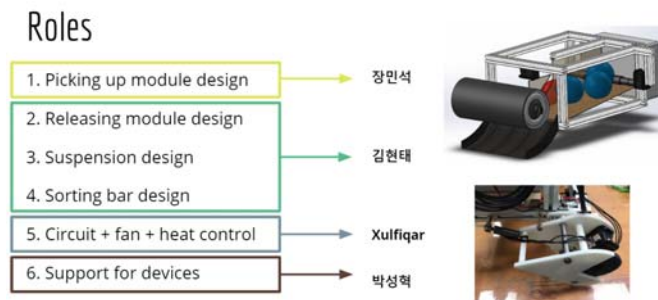 Roles
1. Picking up module design
장민석
2. Releasing module design
3. Suspension design
김현태
4. Sorting bar design
5. Circuit + fan + heat control
Xulfiqar
6. Support for devices
박성혁